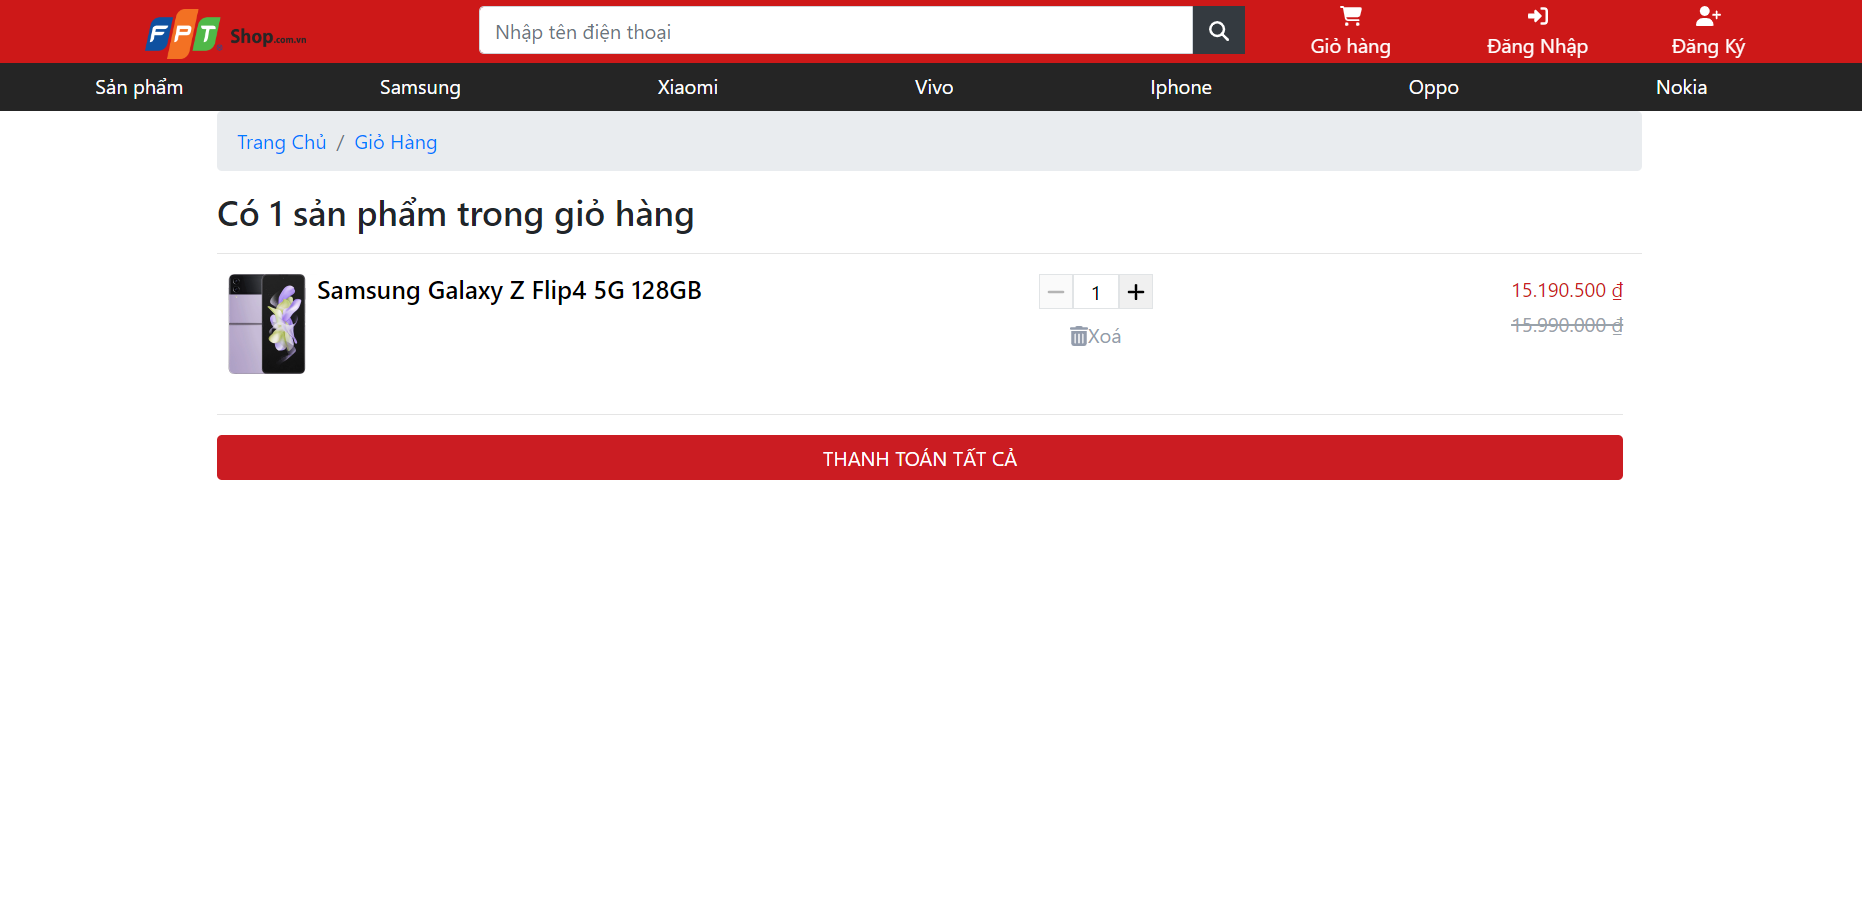 FPT Shop.com.vn
Nhập tên điện thoại
Giỏ hàng
Đăng Nhập
Đăng Ký
Sản phẩm
Samsung
Xiaomi
Vivo
Iphone
Oppo
Nokia
Trang Chủ / Giỏ Hàng
Có 1 sản phẩm trong giỏ hàng
Samsung Galaxy Z Flip4 5G 128GB
1
Xoá
15.190.500 ₫
15.990.000 ₫
THANH TOÁN TẤT CẢ